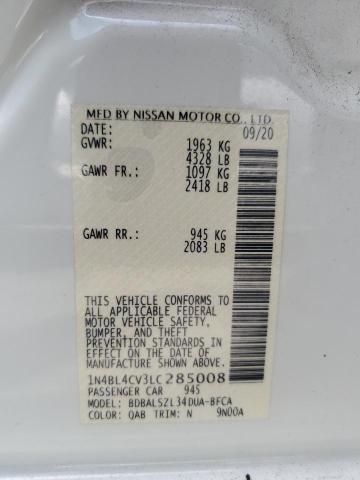 MFD BY NISSAN MOTOR CO., LTD.
DATE: 09/20
GVWR: 1963 KG
4328 LB
GAWR FR: 1097 KG
2418 LB
GAWR RR: 945 KG
2083 LB
THIS VEHICLE CONFORMS TO
ALL APPLICABLE FEDERAL
MOTOR VEHICLE SAFETY,
BUMPER, AND THEFT
PREVENTION STANDARDS
IN EFFECT ON THE DATE OF
MANUFACTURE SHOWN ABOVE.
1N4BL4CV3LC285008
PASSENGER CAR 945
MODEL: BDBALSZL34DUA-BFCA
COLOR: QAB TRIM: N 9N00A